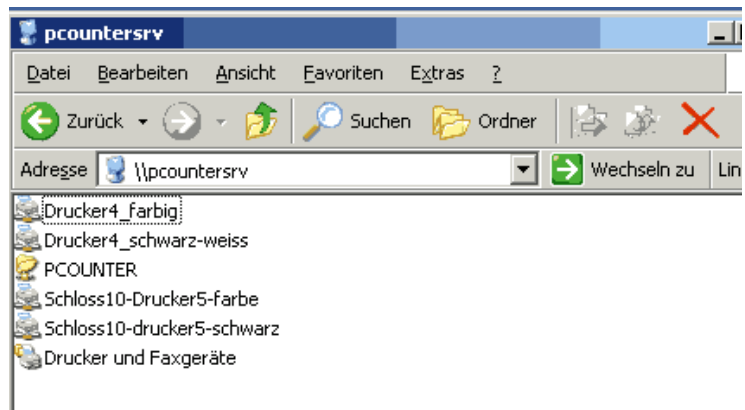 pcountersrv
Datei Bearbeiten Ansicht Favoriten Extras ?
Zurück Suchen Ordner
Adresse \\pcountersrv Wechseln zu Lin
Drucker4_farbig
Drucker4_schwarz-weiss
PCOUNTER
Schloss10-Drucker5-farbe
Schloss10-drucker5-schwarz
Drucker und Faxgeräte